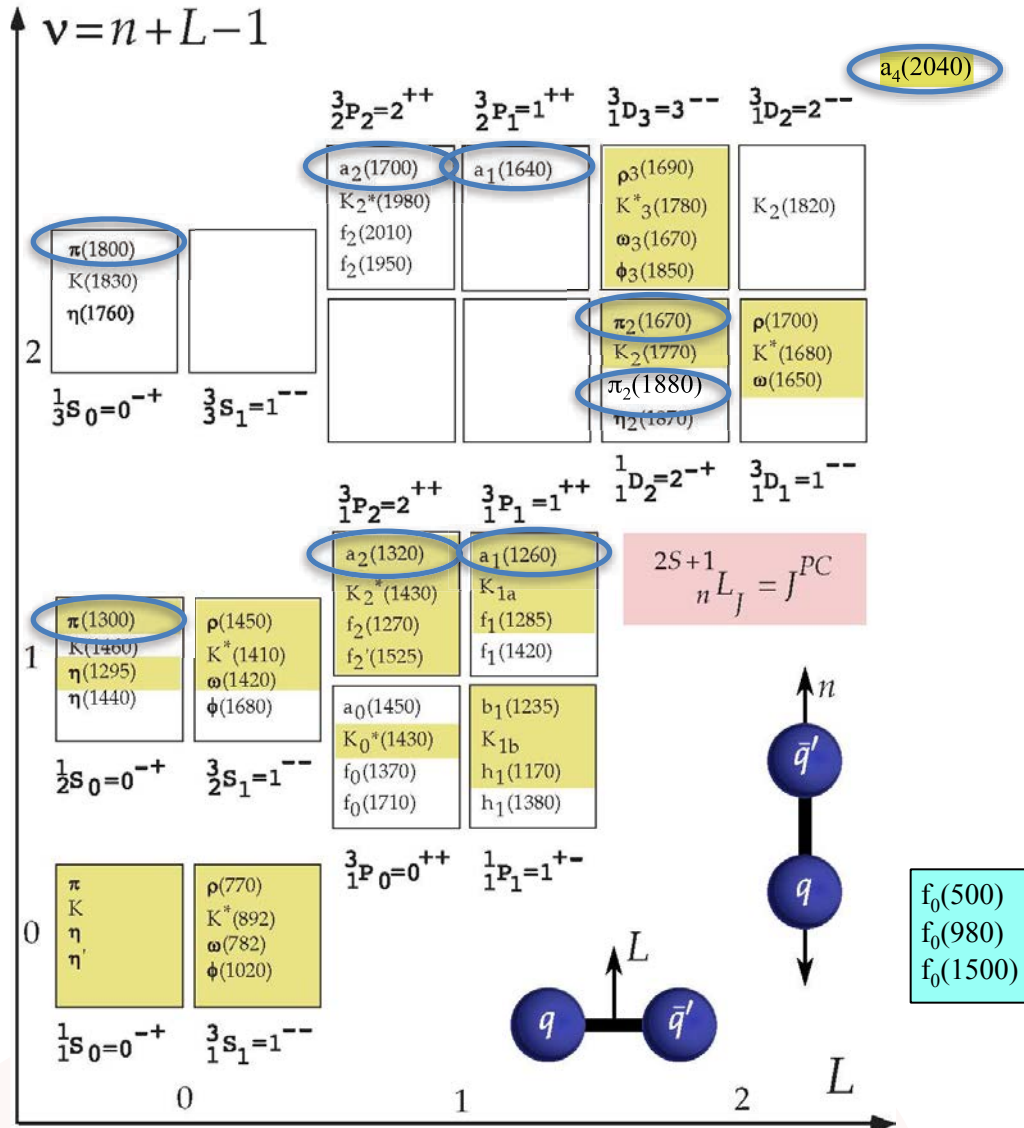 ν=n+L−1
a₄(2040)
³₂P₂=2⁺⁺
³₂P₁=1⁺⁺
³₁D₃=3⁻⁻
³₁D₂=2⁻⁻
a₂(1700)
K₂*(1980)
f₂(2010)
f₂(1950)
a₁(1640)
ρ₃(1690)
K*₃(1780)
ω₃(1670)
ϕ₃(1850)
K₂(1820)
π(1800)
K(1830)
η(1760)
2
¹₃S₀=0⁻⁺
³₃S₁=1⁻⁻
π₂(1670)
K₂(1770)
π₂(1880)
η₂(1870)
ρ(1700)
K*(1680)
ω(1650)
¹₁D₂=2⁻⁺
³₁D₁=1⁻⁻
³₁P₂=2⁺⁺
³₁P₁=1⁺⁺
a₂(1320)
K₂*(1430)
f₂(1270)
f₂'(1525)
a₁(1260)
K₁ₐ
f₁(1285)
f₁(1420)
²ˢ⁺¹ₙL_J = Jᴾᶜ
π(1300)
K(1460)
η(1295)
η(1440)
ρ(1450)
K*(1410)
ω(1420)
ϕ(1680)
1
¹₂S₀=0⁻⁺
³₂S₁=1⁻⁻
a₀(1450)
K₀*(1430)
f₀(1370)
f₀(1710)
b₁(1235)
K₁b
h₁(1170)
h₁(1380)
³₁P₀=0⁺⁺
¹₁P₁=1⁺⁻
n
q̄'
q
π
K
η
η'
ρ(770)
K*(892)
ω(782)
ϕ(1020)
0
¹₁S₀=0⁻⁺
³₁S₁=1⁻⁻
L
q
q̄'
f₀(500)
f₀(980)
f₀(1500)
0
1
2
L